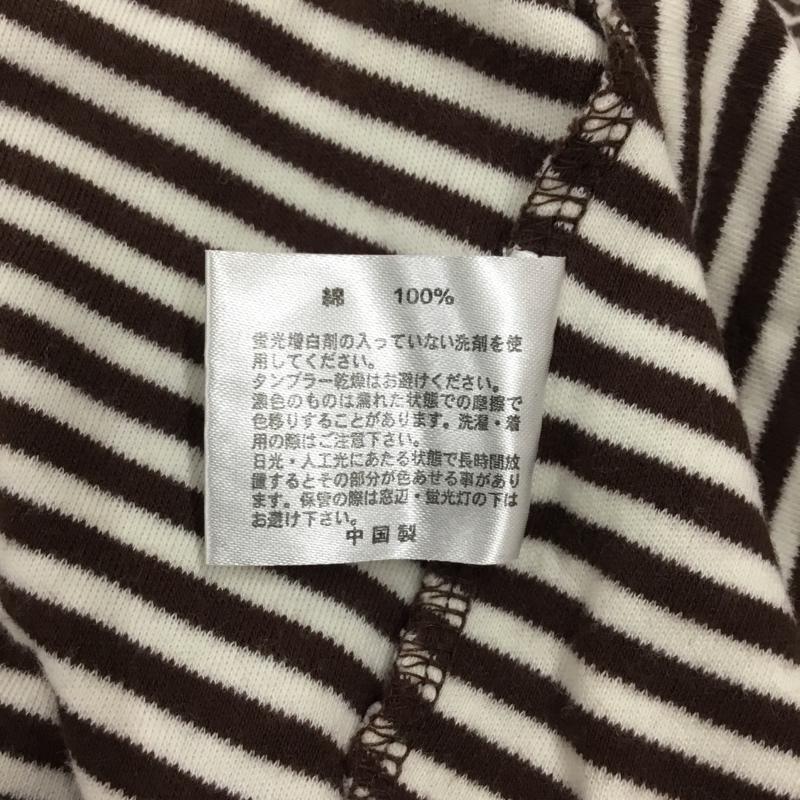 綿 100%
蛍光増白剤の入っていない洗剤を使
用してください。
タンブラー乾燥はお避けください。
濃色のものは濡れた状態での摩擦で
色移りすることがあります。洗濯・着
用の際はご注意下さい。
日光・人工光にあたる状態で長時間放
置するとその部分が色あせる事があり
ます。保管の際は窓辺・蛍光灯の下は
お避け下さい。
中国製